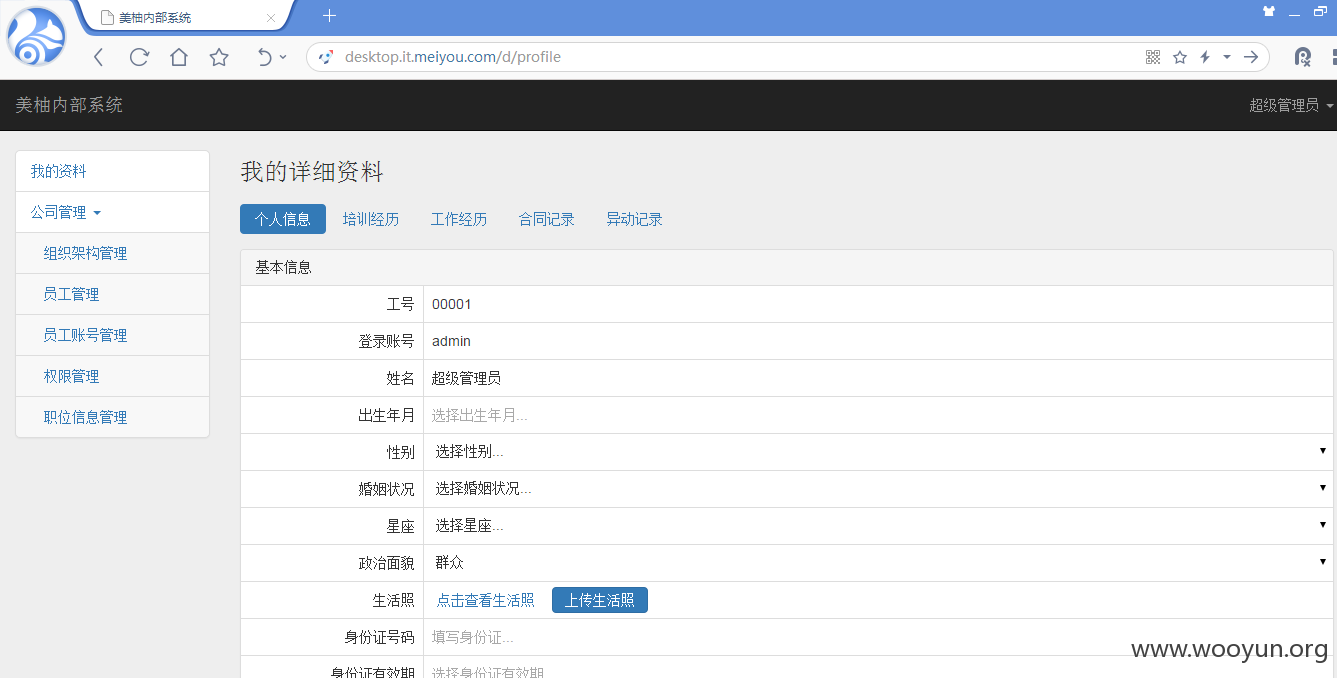 美柚内部系统
desktop.it.meiyou.com/d/profile
美柚内部系统
超级管理员
我的资料
公司管理
组织架构管理
员工管理
员工账号管理
权限管理
职位信息管理
我的详细资料
个人信息 培训经历 工作经历 合同记录 异动记录
基本信息
工号 00001
登录账号 admin
姓名 超级管理员
出生年月 选择出生年月...
性别 选择性别...
婚姻状况 选择婚姻状况...
星座 选择星座...
政治面貌 群众
生活照 点击查看生活照 上传生活照
身份证号码 填写身份证...
身份证有效期 选择身份证有效期
www.wooyun.org